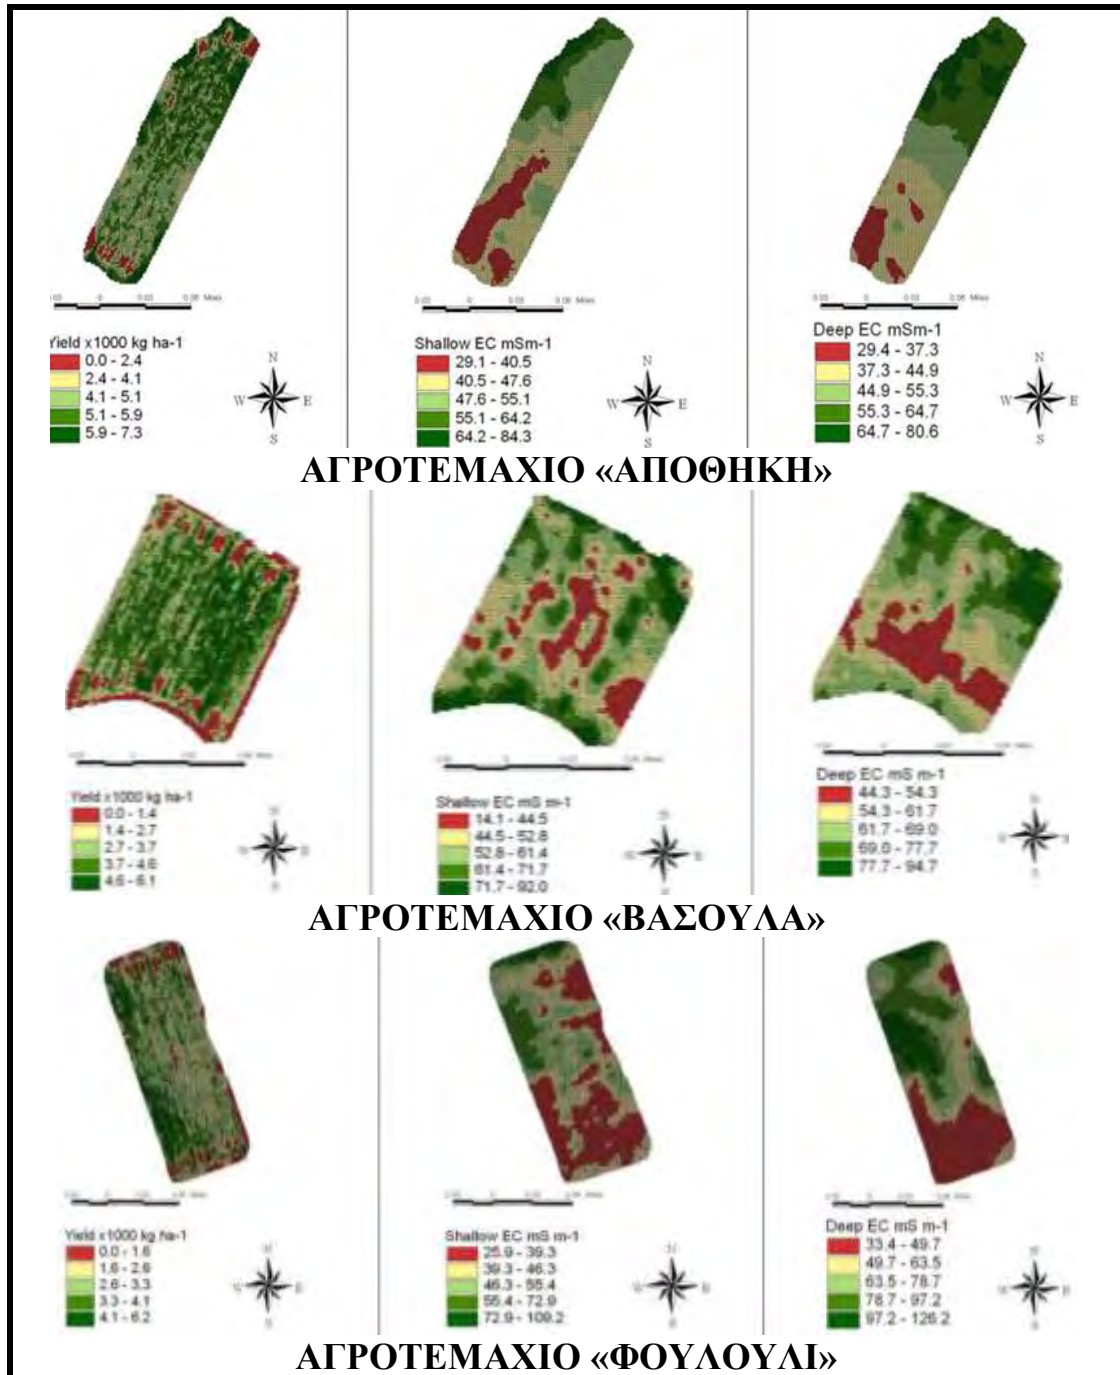 Yield x1000 kg ha-1
0.0 - 2.4
2.4 - 4.1
4.1 - 5.1
5.1 - 5.9
5.9 - 7.3
N
W E
S
Shallow EC mSm-1
29.1 - 40.5
40.5 - 47.6
47.6 - 55.1
55.1 - 64.2
64.2 - 84.3
N
W E
S
Deep EC mSm-1
29.4 - 37.3
37.3 - 44.9
44.9 - 55.3
55.3 - 64.7
64.7 - 80.6
N
W E
S
ΑΓΡΟΤΕΜΑΧΙΟ «ΑΠΟΘΗΚΗ»
Yield x1000 kg ha-1
0.0 - 1.4
1.4 - 2.7
2.7 - 3.7
3.7 - 4.6
4.6 - 6.1
Shallow EC mS m-1
14.1 - 44.5
44.5 - 52.8
52.8 - 61.4
61.4 - 71.7
71.7 - 92.0
Deep EC mS m-1
44.3 - 54.3
54.3 - 61.7
61.7 - 69.0
69.0 - 77.7
77.7 - 94.7
ΑΓΡΟΤΕΜΑΧΙΟ «ΒΑΣΟΥΛΑ»
Yield x1000 kg ha-1
0.0 - 1.6
1.6 - 2.6
2.6 - 3.3
3.3 - 4.1
4.1 - 6.2
Shallow EC mS m-1
25.9 - 39.3
39.3 - 46.3
46.3 - 55.4
55.4 - 72.9
72.9 - 109.2
Deep EC mS m-1
33.4 - 49.7
49.7 - 63.5
63.5 - 78.7
78.7 - 97.2
97.2 - 126.2
ΑΓΡΟΤΕΜΑΧΙΟ «ΦΟΥΛΟΥΛΙ»